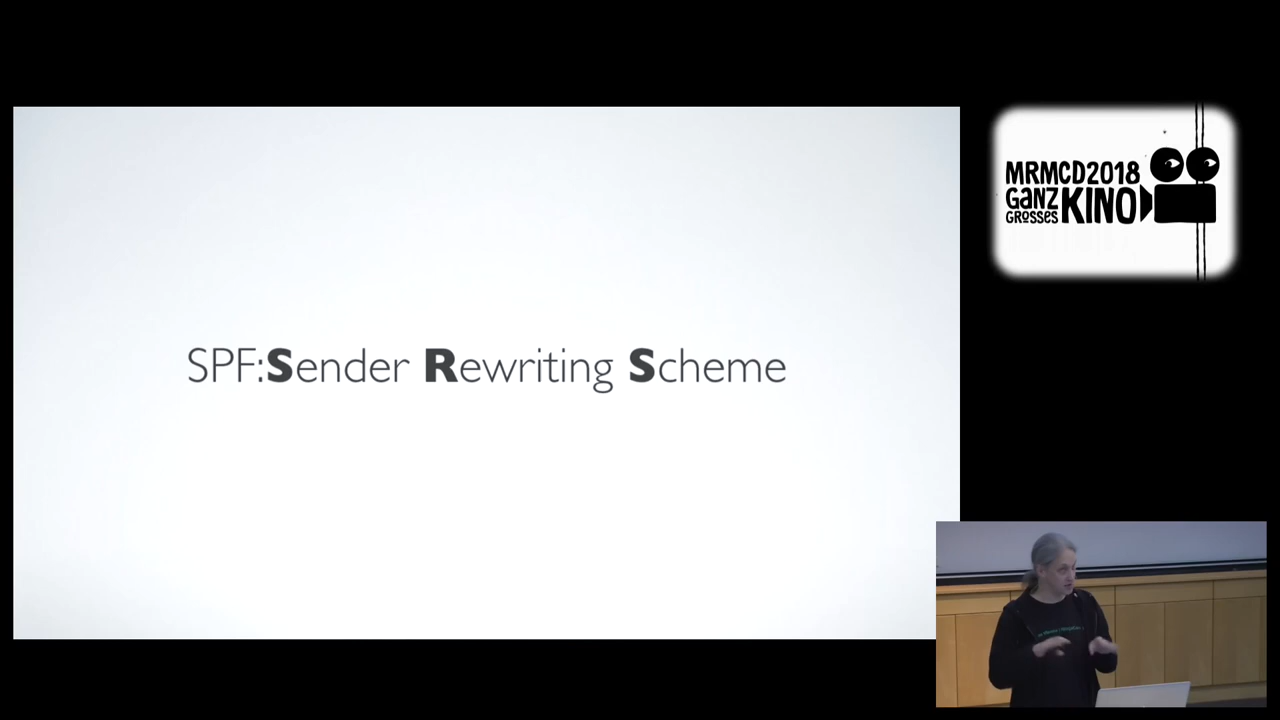 SPF:Sender Rewriting Scheme
MRMCD2018
GANZ
GROSSES
KINO